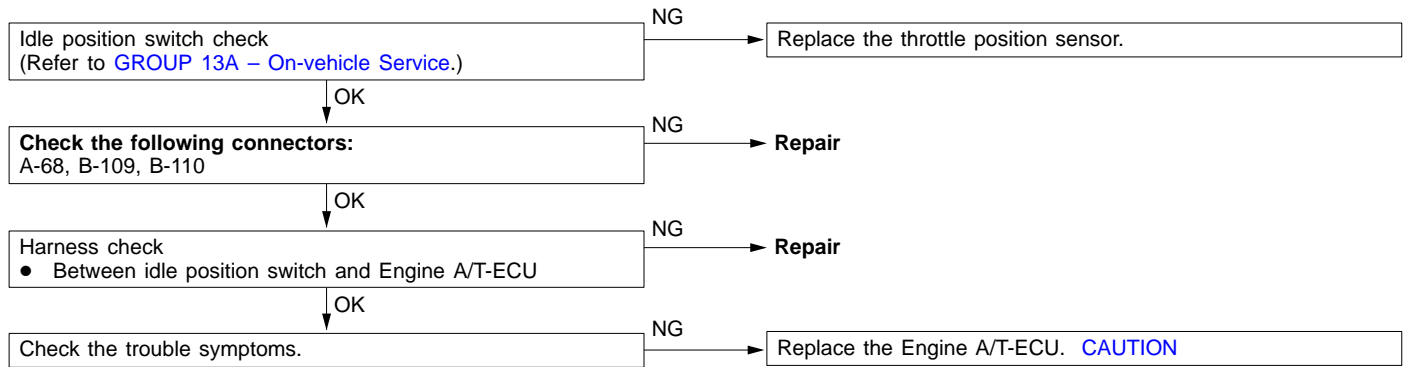 NG
Idle position switch check
(Refer to GROUP 13A – On-vehicle Service.)
Replace the throttle position sensor.
OK
NG
Check the following connectors:
A-68, B-109, B-110
Repair
OK
NG
Harness check
● Between idle position switch and Engine A/T-ECU
Repair
OK
NG
Check the trouble symptoms.
Replace the Engine A/T-ECU. CAUTION